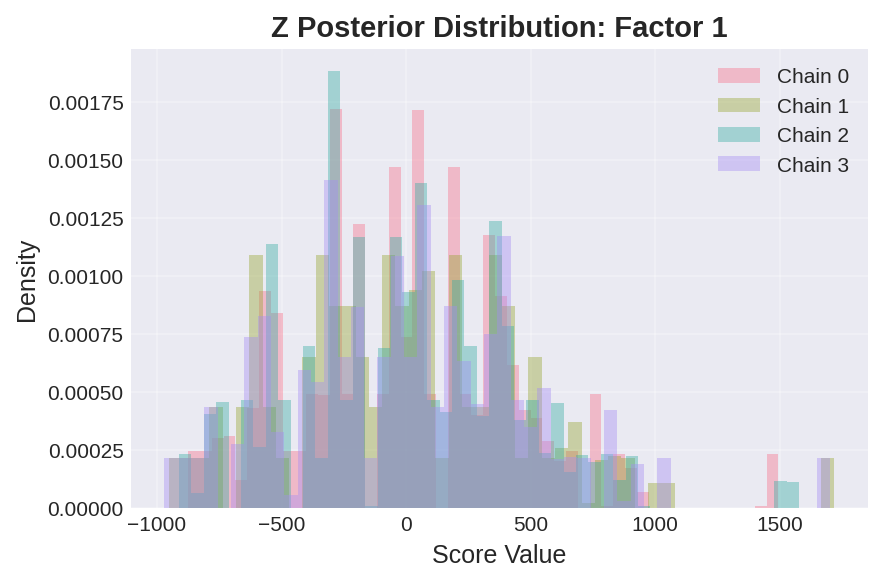 Z Posterior Distribution: Factor 1
Chain 0
Chain 1
Chain 2
Chain 3
Density
0.00175
0.00150
0.00125
0.00100
0.00075
0.00050
0.00025
0.00000
−1000 −500 0 500 1000 1500
Score Value